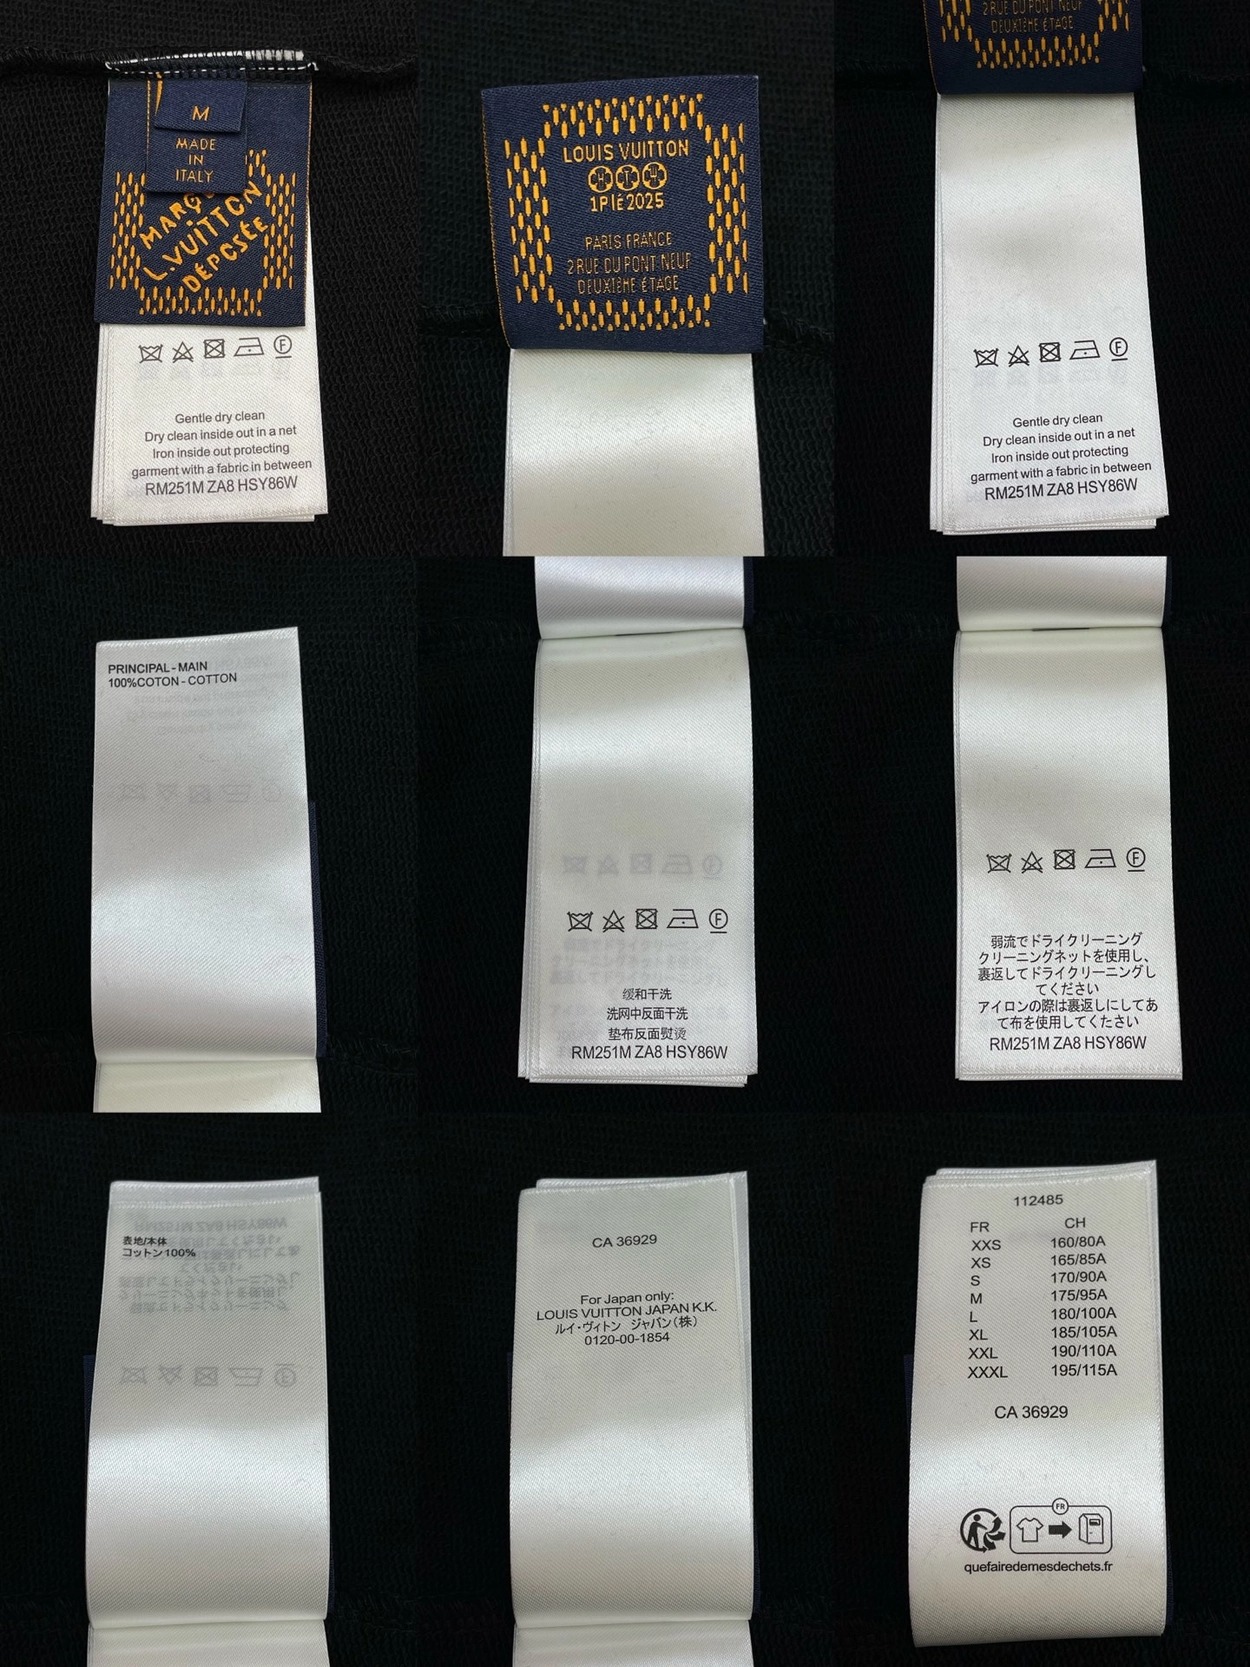 M
MADE
IN
ITALY
MARQ
L.VUITTON
DÉPOSÉE
Gentle dry clean
Dry clean inside out in a net
Iron inside out protecting
garment with a fabric in between
RM251M ZA8 HSY86W
LOUIS VUITTON
1PIÉ2025
PARIS FRANCE
2 RUE DU PONT-NEUF
DEUXIÈME ÉTAGE
2 RUE DU PONT NEUF
DEUXIÈME ÉTAGE
F
Gentle dry clean
Dry clean inside out in a net
Iron inside out protecting
garment with a fabric in between
RM251M ZA8 HSY86W
PRINCIPAL - MAIN
100%COTON - COTTON
F
缓和干洗
洗网中反面干洗
垫布反面熨烫
RM251M ZA8 HSY86W
F
弱流でドライクリーニング
クリーニングネットを使用し、
裏返してドライクリーニングし
てください
アイロンの際は裏返しにしてあ
て布を使用してくたさい
RM251M ZA8 HSY86W
表地/本体
コットン100%
CA 36929
For Japan only:
LOUIS VUITTON JAPAN K.K.
ルイ・ヴィトン ジャパン(株)
0120-00-1854
112485
FR CH
XXS 160/80A
XS 165/85A
S 170/90A
M 175/95A
L 180/100A
XL 185/105A
XXL 190/110A
XXXL 195/115A
CA 36929
FR
quefairedemesdechets.fr